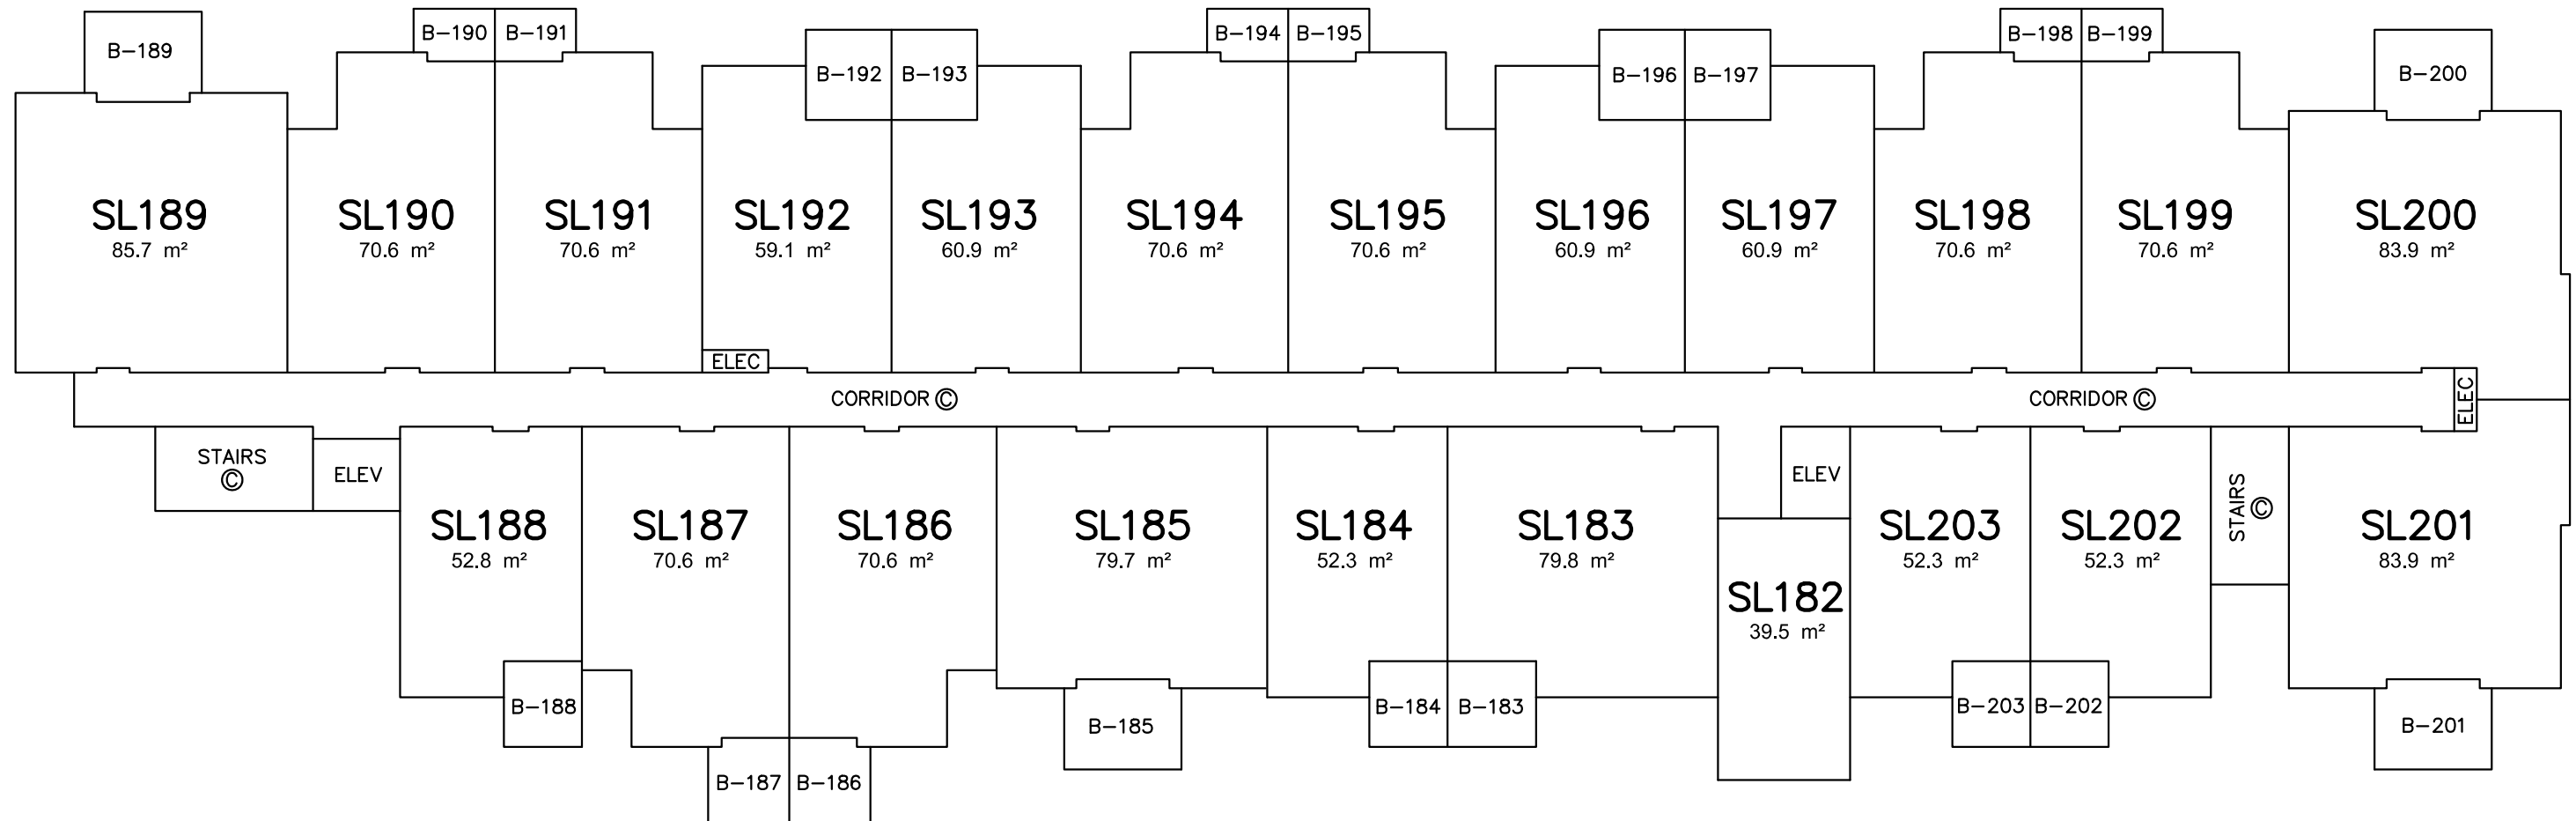 B-189
B-190
B-191
B-192
B-193
B-194
B-195
B-196
B-197
B-198
B-199
B-200
SL189
85.7 m²
SL190
70.6 m²
SL191
70.6 m²
SL192
59.1 m²
SL193
60.9 m²
SL194
70.6 m²
SL195
70.6 m²
SL196
60.9 m²
SL197
60.9 m²
SL198
70.6 m²
SL199
70.6 m²
SL200
83.9 m²
ELEC
CORRIDOR ©
CORRIDOR ©
ELEC
STAIRS
©
ELEV
SL188
52.8 m²
SL187
70.6 m²
SL186
70.6 m²
SL185
79.7 m²
SL184
52.3 m²
SL183
79.8 m²
ELEV
SL182
39.5 m²
SL203
52.3 m²
SL202
52.3 m²
STAIRS
©
SL201
83.9 m²
B-188
B-187
B-186
B-185
B-184
B-183
B-203
B-202
B-201